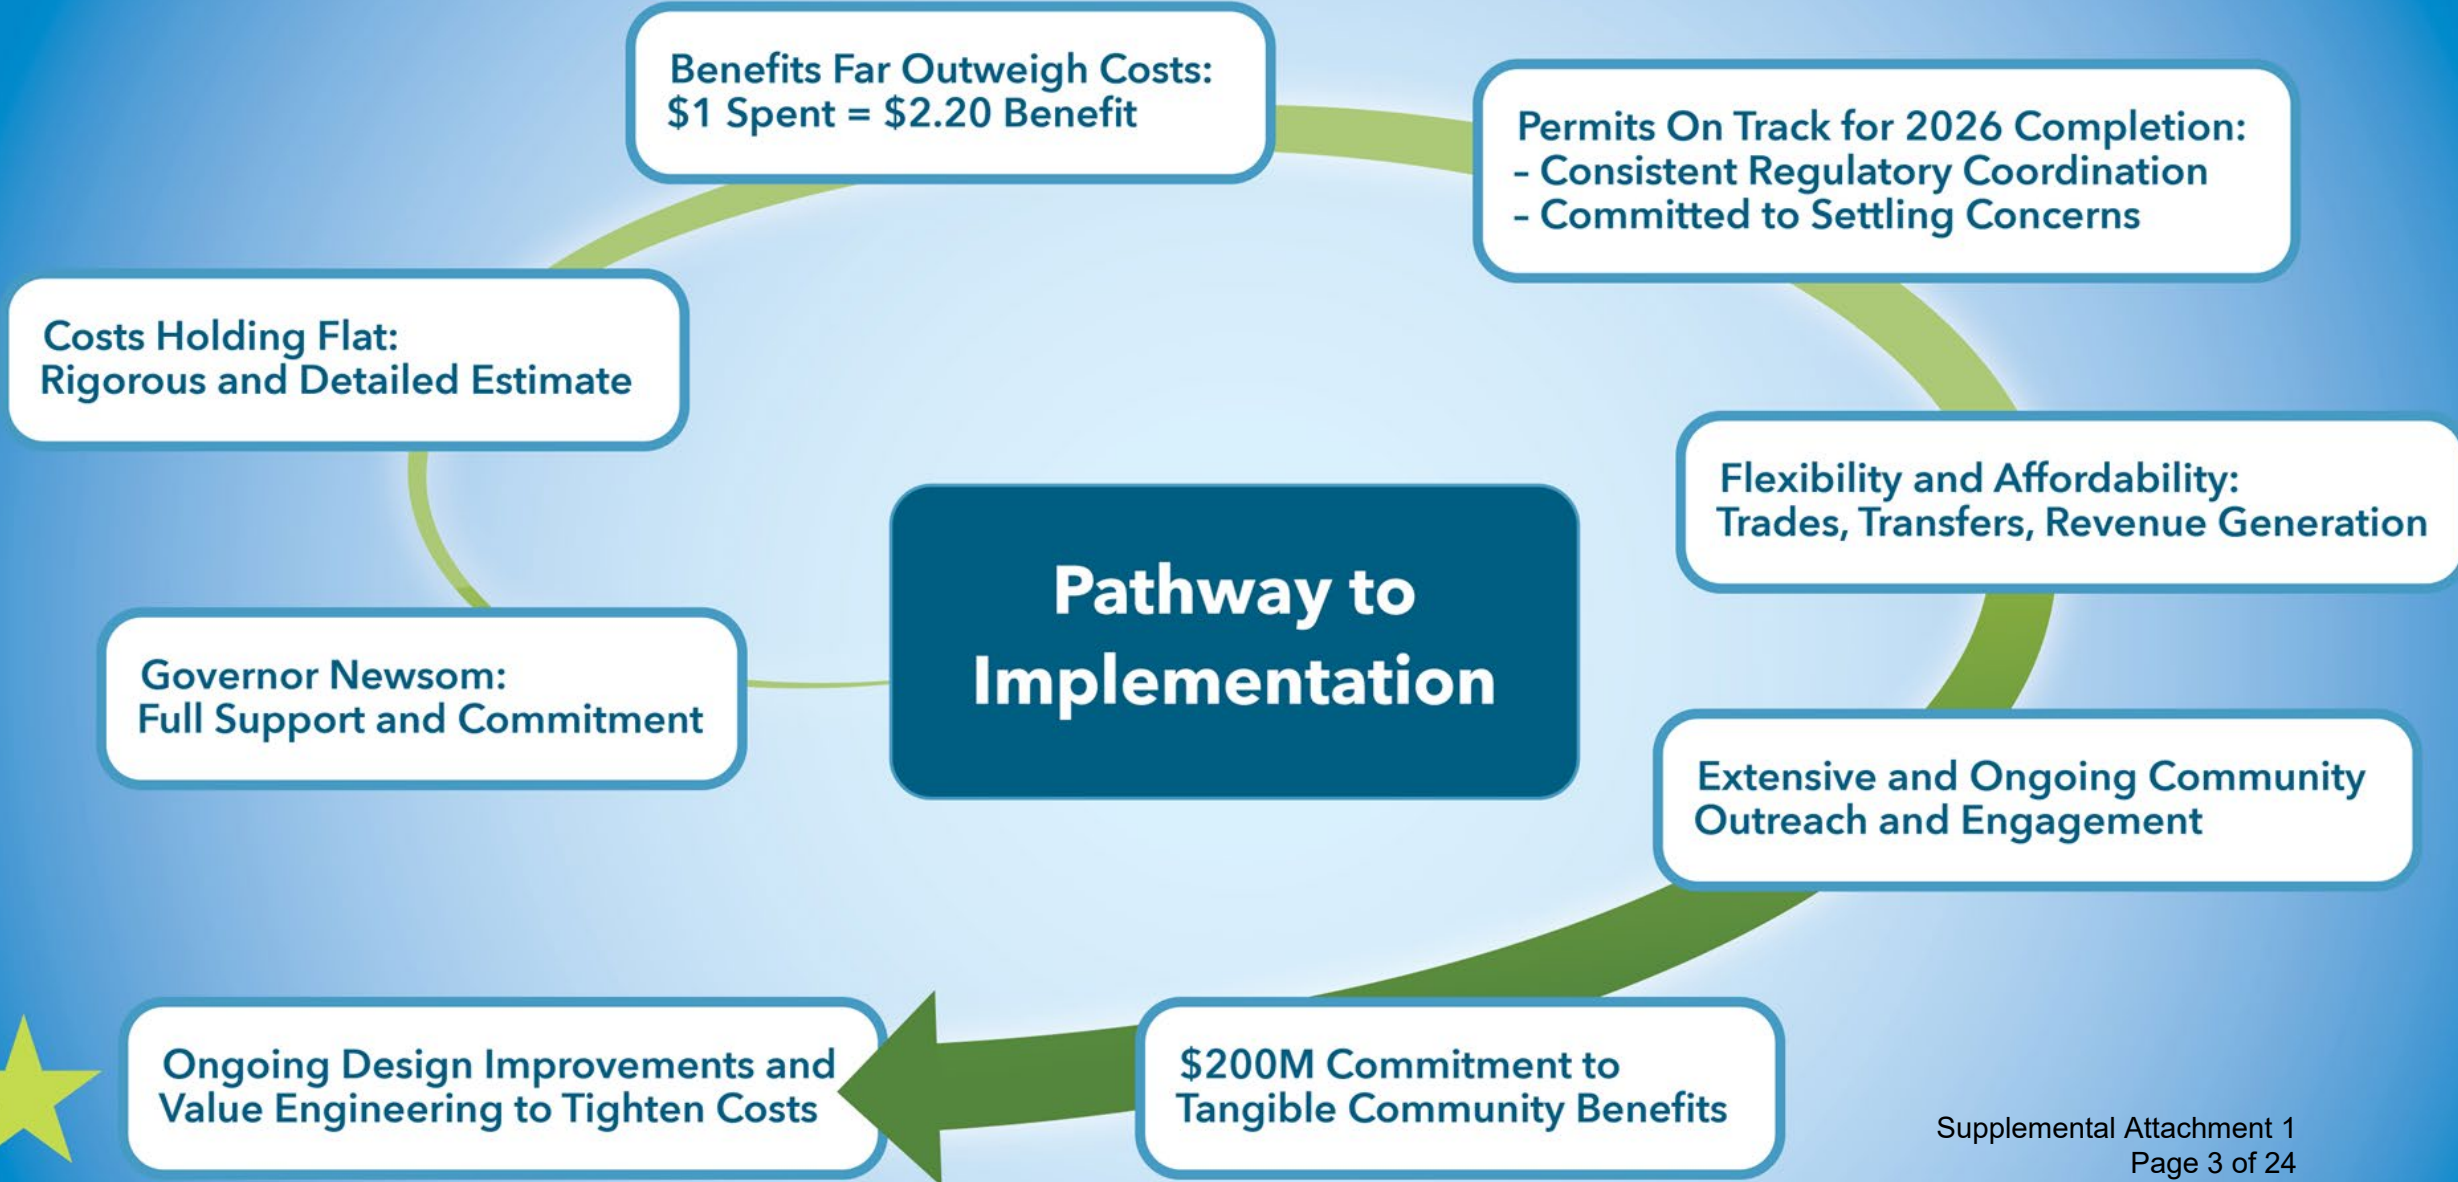 Benefits Far Outweigh Costs:
$1 Spent = $2.20 Benefit
Permits On Track for 2026 Completion:
- Consistent Regulatory Coordination
- Committed to Settling Concerns
Costs Holding Flat:
Rigorous and Detailed Estimate
Flexibility and Affordability:
Trades, Transfers, Revenue Generation
Pathway to
Implementation
Governor Newsom:
Full Support and Commitment
Extensive and Ongoing Community
Outreach and Engagement
Ongoing Design Improvements and
Value Engineering to Tighten Costs
$200M Commitment to
Tangible Community Benefits
Supplemental Attachment 1
Page 3 of 24